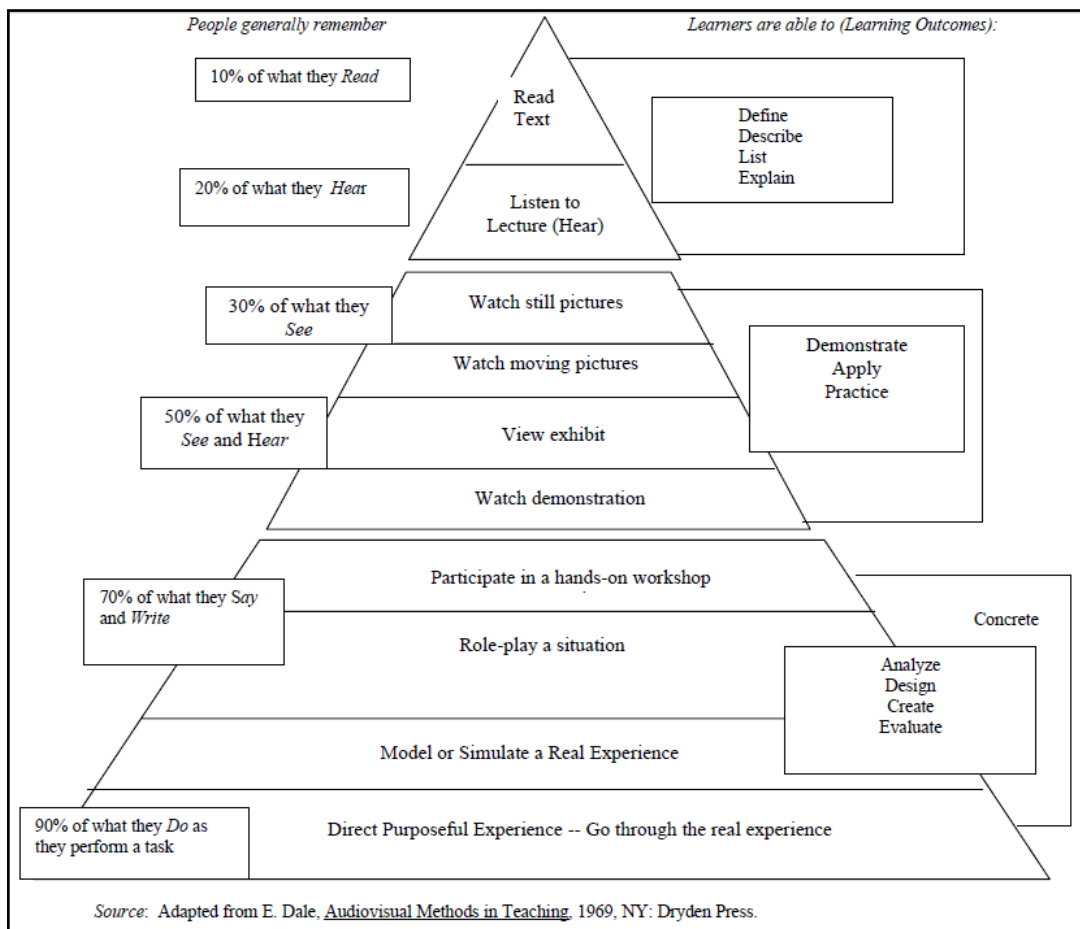 People generally remember
Learners are able to (Learning Outcomes):
10% of what they Read
Read
Text
Define
Describe
List
Explain
20% of what they Hear
Listen to
Lecture (Hear)
30% of what they
See
Watch still pictures
Watch moving pictures
Demonstrate
Apply
Practice
50% of what they
See and Hear
View exhibit
Watch demonstration
Participate in a hands-on workshop
70% of what they Say
and Write
Role-play a situation
Concrete
Analyze
Design
Create
Evaluate
Model or Simulate a Real Experience
90% of what they Do as
they perform a task
Direct Purposeful Experience -- Go through the real experience
Source: Adapted from E. Dale, Audiovisual Methods in Teaching, 1969, NY: Dryden Press.